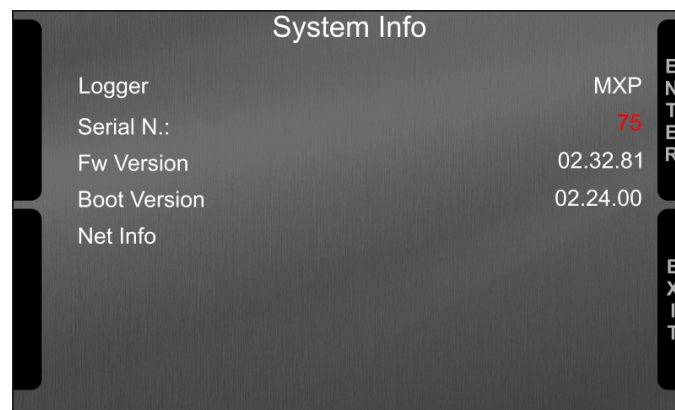 System Info
Logger MXP
Serial N.: 75
Fw Version 02.32.81
Boot Version 02.24.00
Net Info
ENTER
EXIT